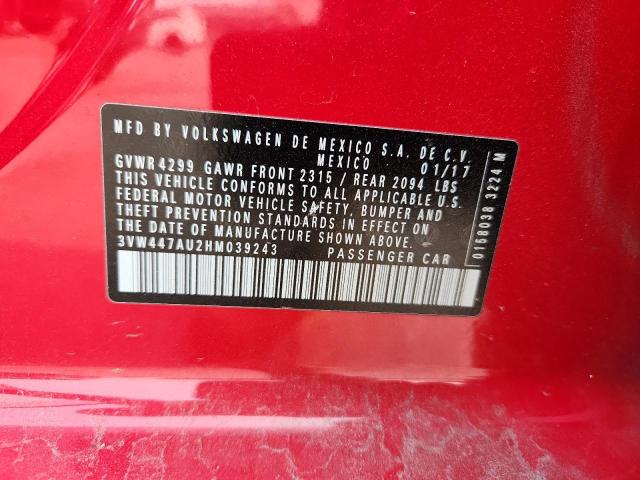 MFD BY VOLKSWAGEN DE MEXICO S.A. DE C.V.
MEXICO 01/17
GVWR 4299 GAWR FRONT 2315 / REAR 2094 LBS
THIS VEHICLE CONFORMS TO ALL APPLICABLE U.S.
FEDERAL MOTOR VEHICLE SAFETY, BUMPER AND
THEFT PREVENTION STANDARDS IN EFFECT ON
THE DATE OF MANUFACTURE SHOWN ABOVE
3VW447AU2HM039243 PASSENGER CAR
0158038 3224 M